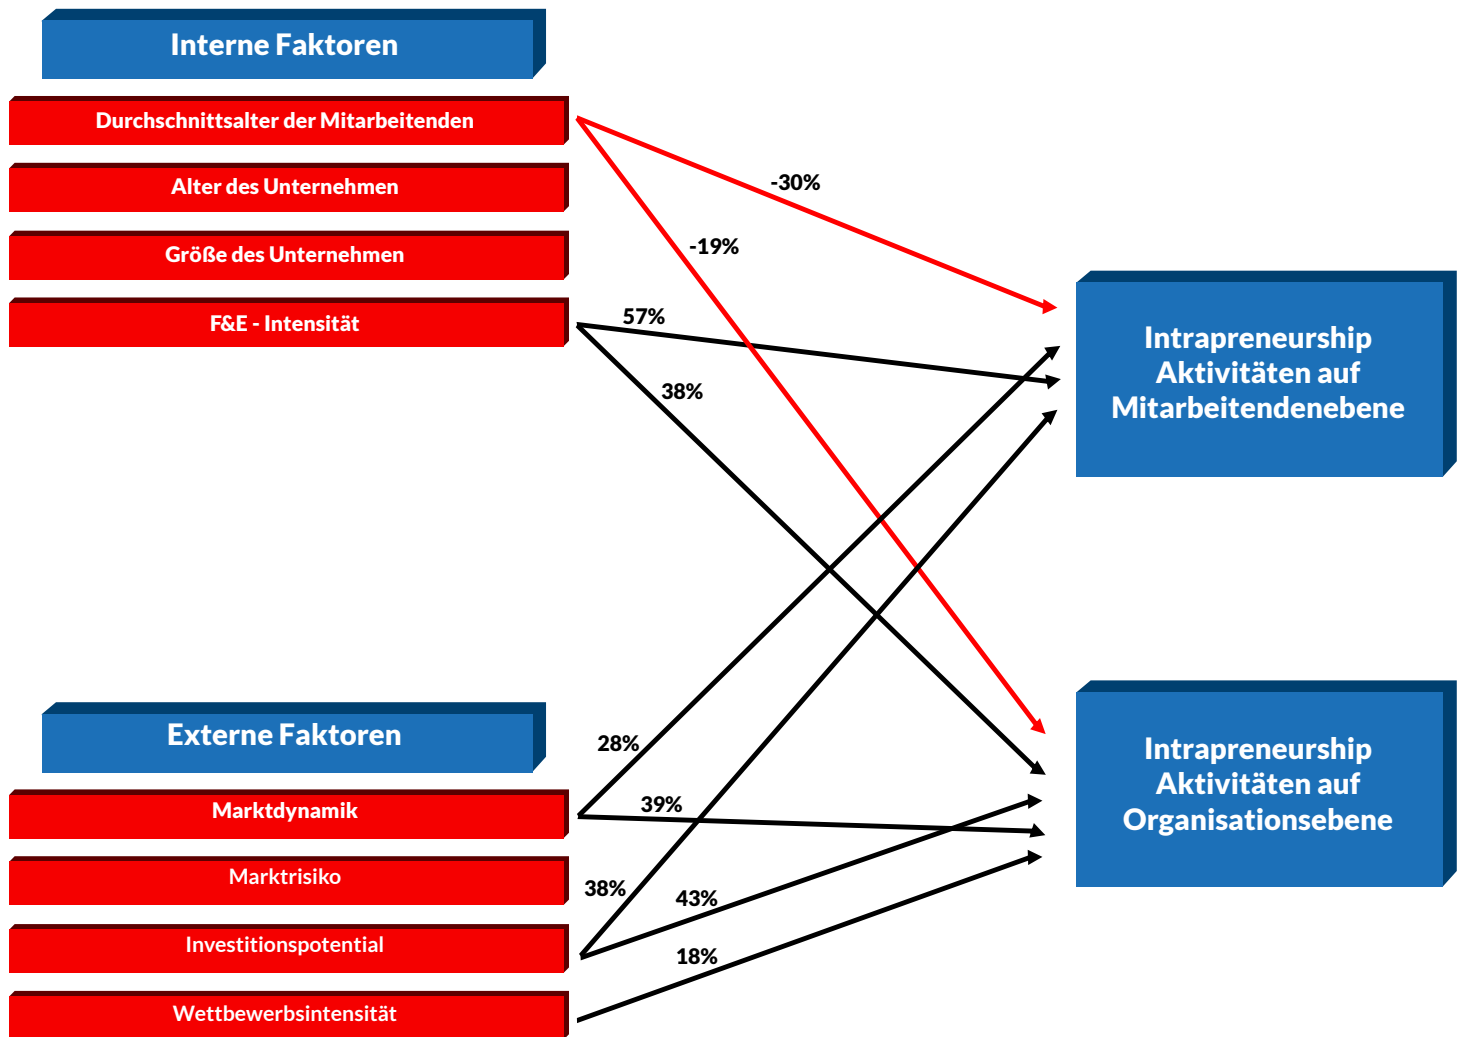 Interne Faktoren
Durchschnittsalter der Mitarbeitenden
Alter des Unternehmen
Größe des Unternehmen
F&E - Intensität
-30%
-19%
57%
38%
Intrapreneurship
Aktivitäten auf
Mitarbeitendenebene
Externe Faktoren
Marktdynamik
Marktrisiko
Investitionspotential
Wettbewerbsintensität
28%
39%
38%
43%
18%
Intrapreneurship
Aktivitäten auf
Organisationsebene